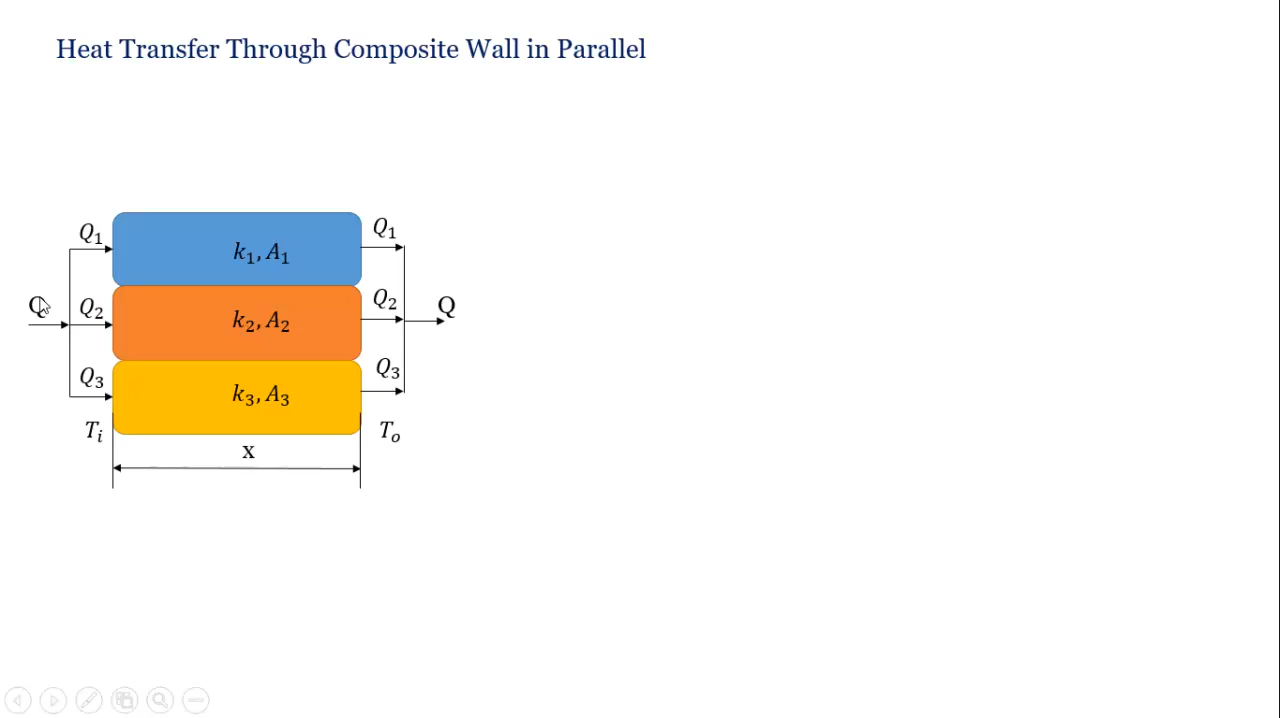 Heat Transfer Through Composite Wall in Parallel
Q₁
Q₁
k₁, A₁
Q
Q₂
Q₂
Q
k₂, A₂
Q₃
Q₃
k₃, A₃
Tᵢ
Tₒ
x